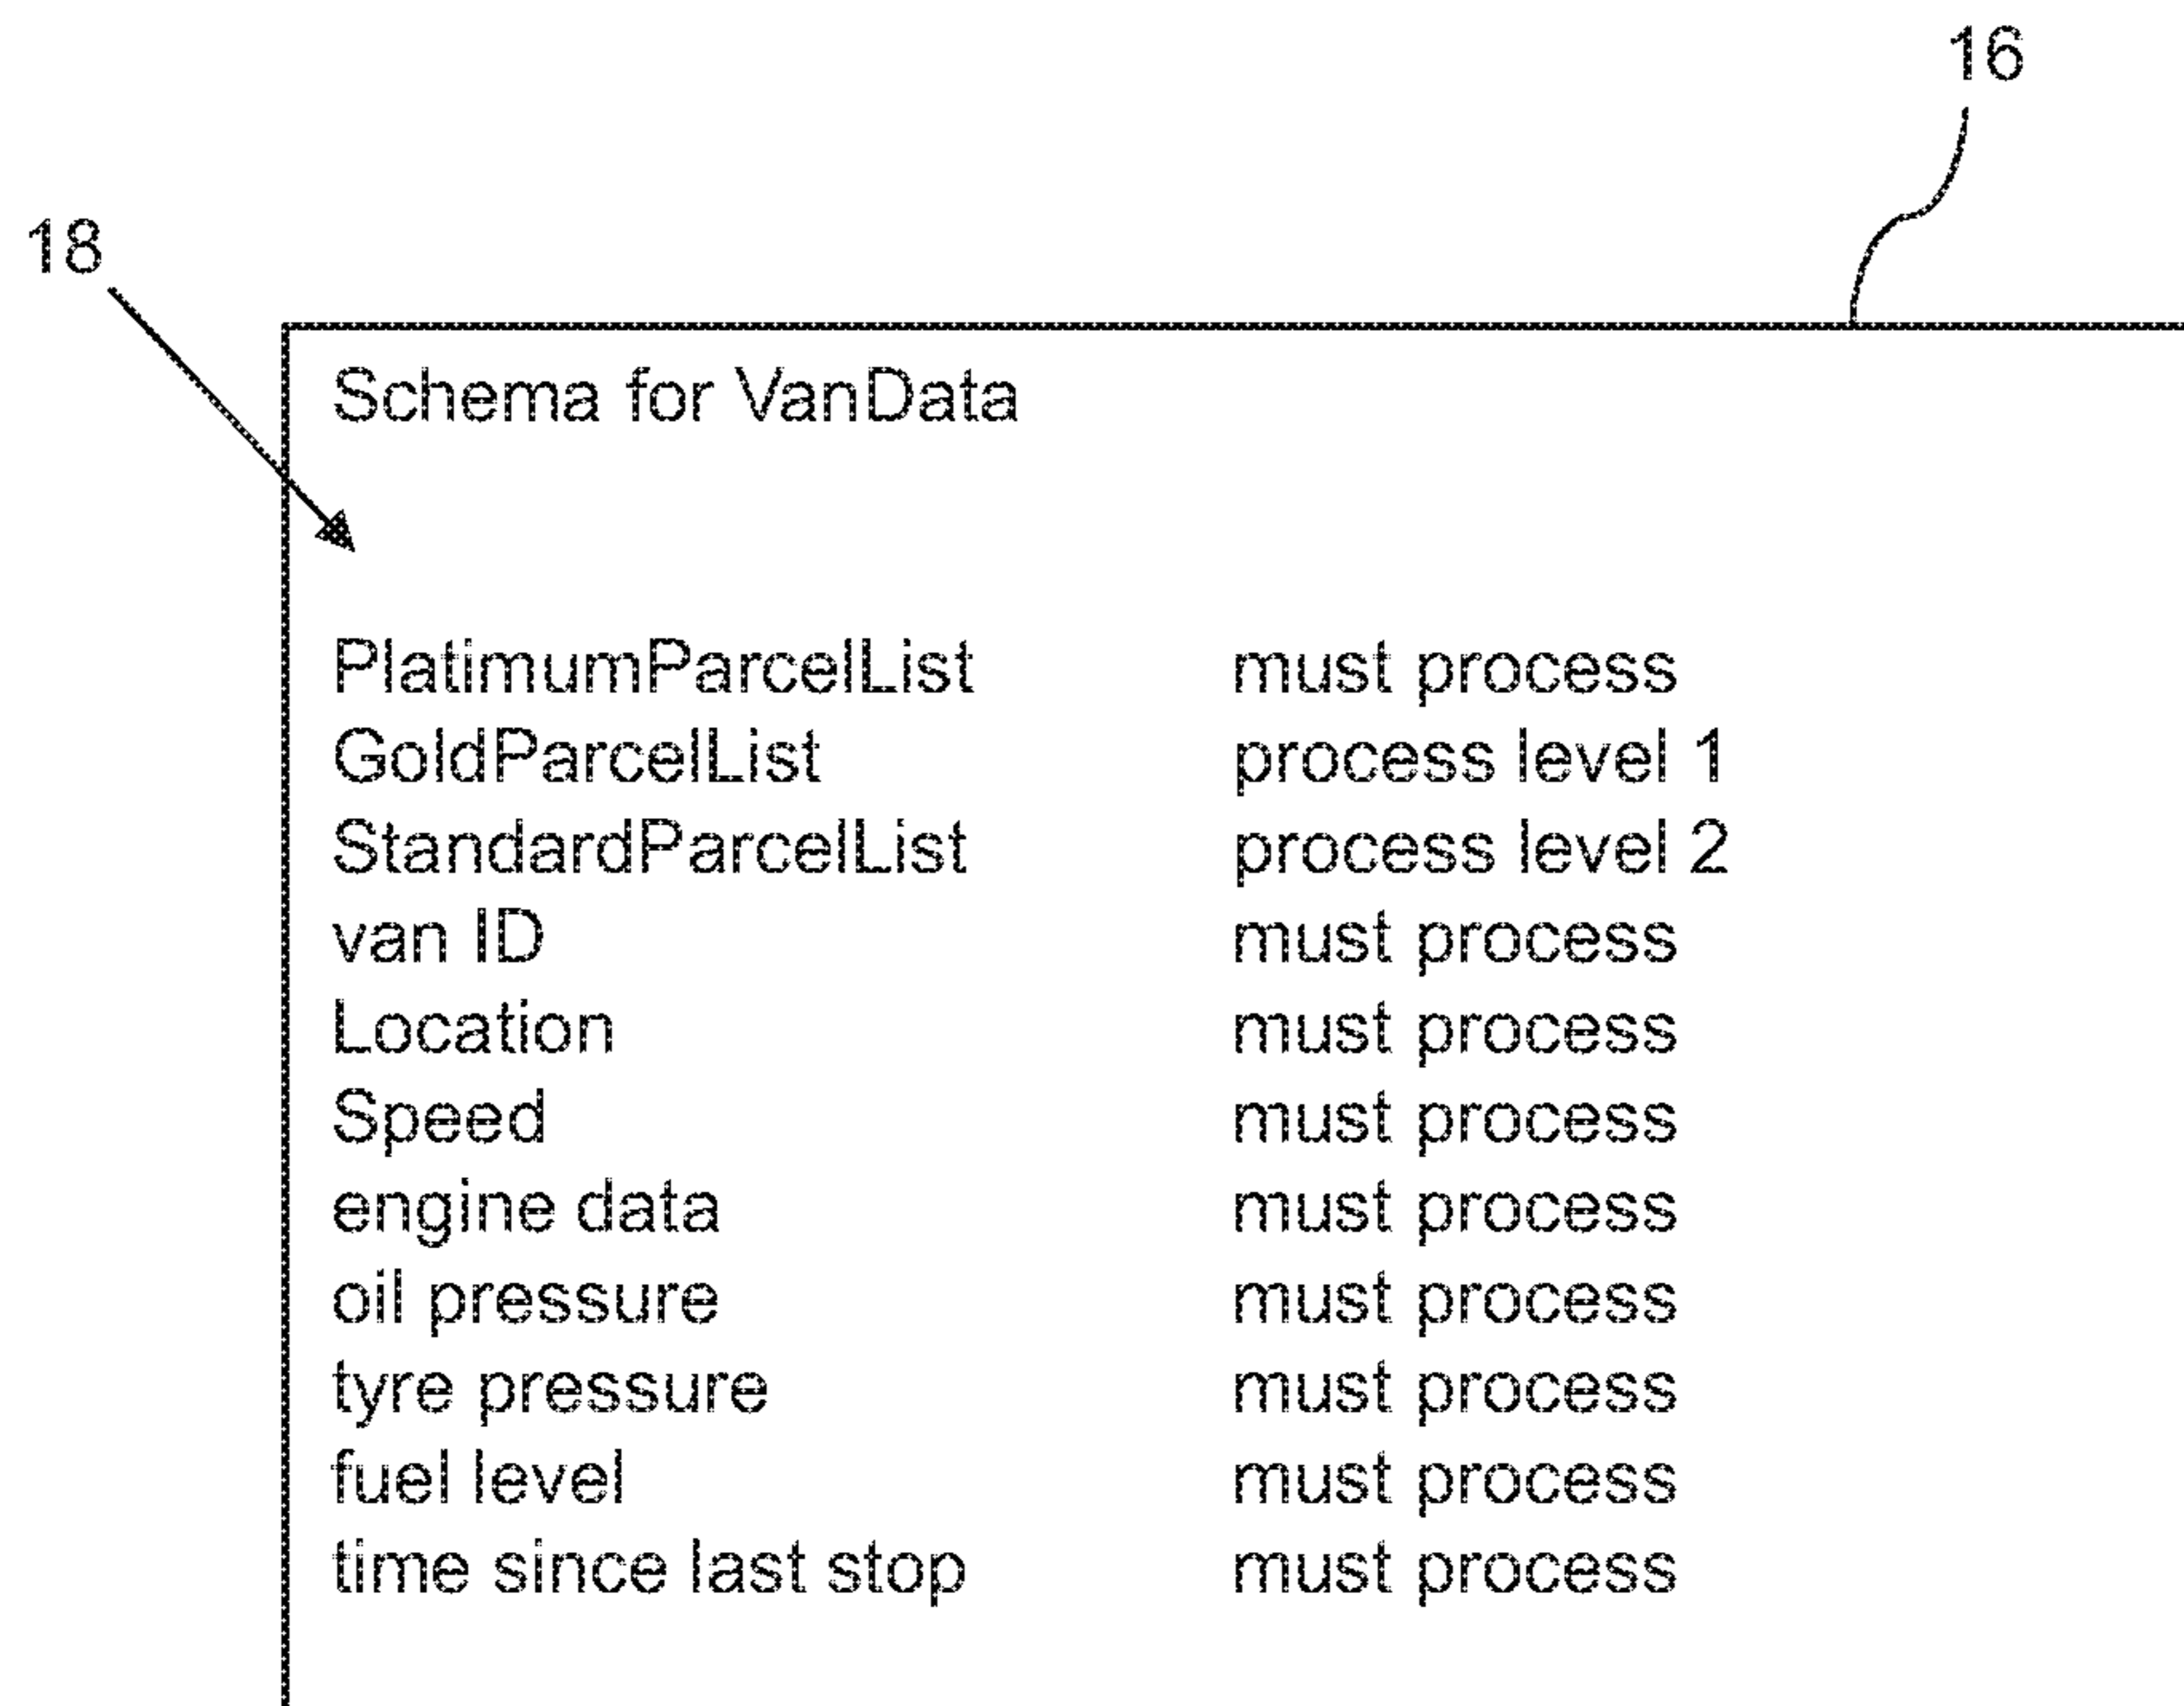 16
18
Schema for VanData
PlatimumParcelList must process
GoldParcelList process level 1
StandardParcelList process level 2
van ID must process
Location must process
Speed must process
engine data must process
oil pressure must process
tyre pressure must process
fuel level must process
time since last stop must process